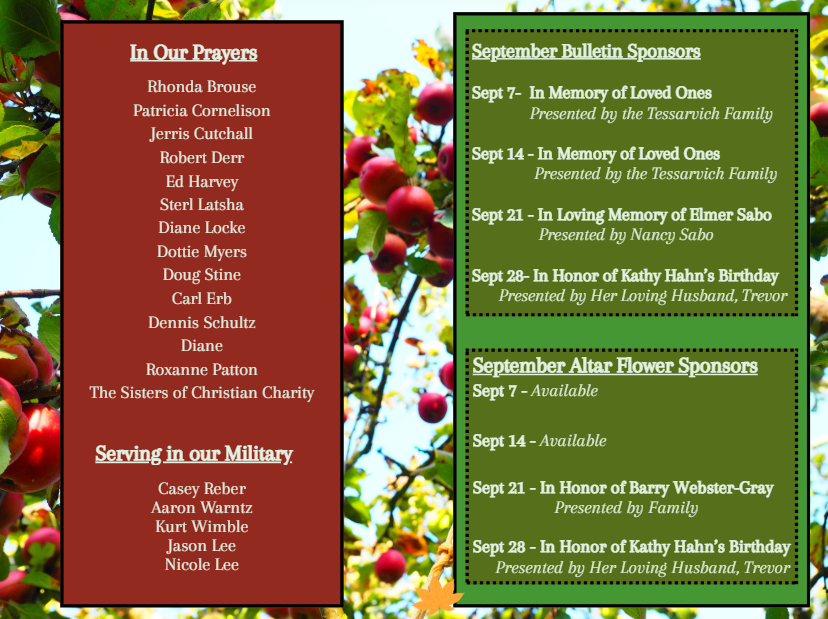 In Our Prayers
Rhonda Brouse
Patricia Cornelison
Jerris Cutchall
Robert Derr
Ed Harvey
Sterl Latsha
Diane Locke
Dottie Myers
Doug Stine
Carl Erb
Dennis Schultz
Diane
Roxanne Patton
The Sisters of Christian Charity
Serving in our Military
Casey Reber
Aaron Warntz
Kurt Wimble
Jason Lee
Nicole Lee
September Bulletin Sponsors
Sept 7- In Memory of Loved Ones
Presented by the Tessarvich Family
Sept 14 - In Memory of Loved Ones
Presented by the Tessarvich Family
Sept 21 - In Loving Memory of Elmer Sabo
Presented by Nancy Sabo
Sept 28- In Honor of Kathy Hahn's Birthday
Presented by Her Loving Husband, Trevor
September Altar Flower Sponsors
Sept 7 - Available
Sept 14 - Available
Sept 21 - In Honor of Barry Webster-Gray
Presented by Family
Sept 28 - In Honor of Kathy Hahn's Birthday
Presented by Her Loving Husband, Trevor